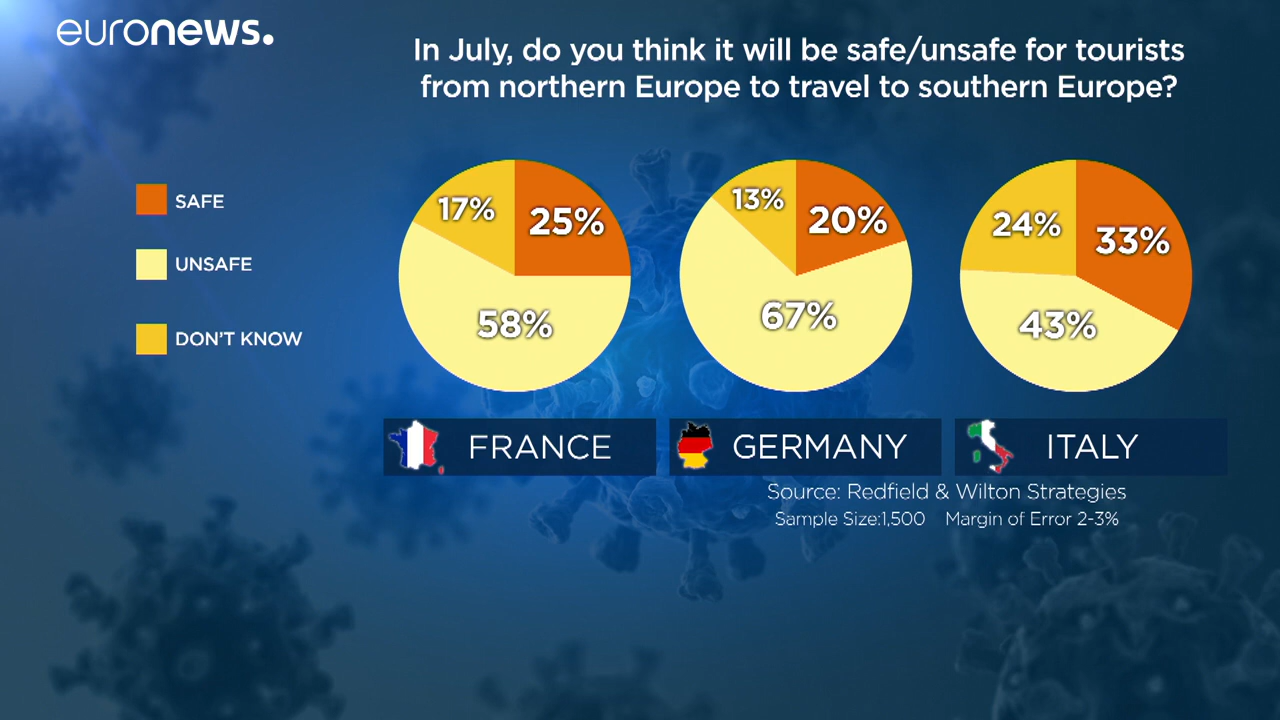 euronews.
In July, do you think it will be safe/unsafe for tourists
from northern Europe to travel to southern Europe?
SAFE
UNSAFE
DON'T KNOW
17%
25%
58%
13%
20%
67%
24%
33%
43%
FRANCE
GERMANY
ITALY
Source: Redfield & Wilton Strategies
Sample Size:1,500 Margin of Error 2-3%